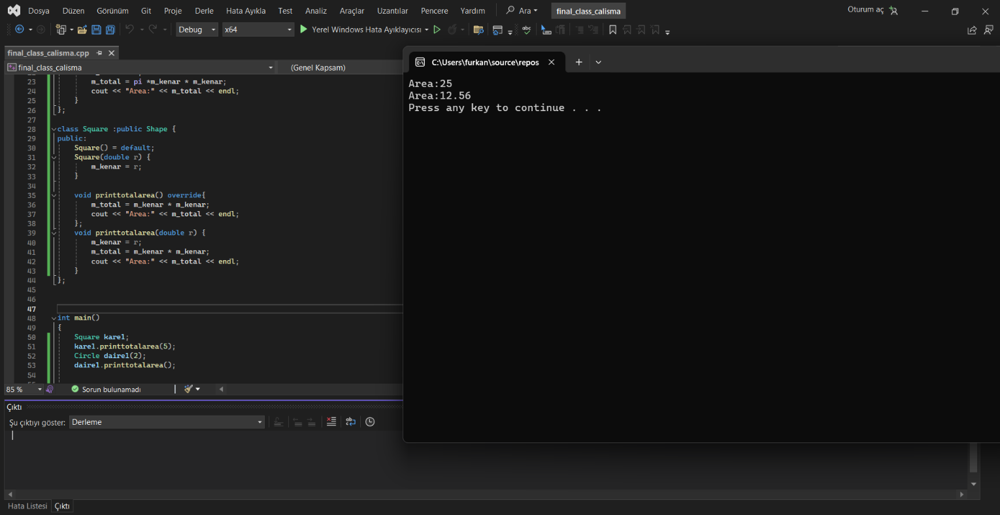 Dosya Düzen Görünüm Git Proje Derle Hata Ayıkla Test Analiz Araçlar Uzantılar Pencere Yardım Ara final_class_calisma Oturum aç
Debug x64 Yerel Windows Hata Ayıklayıcısı
final_class_calisma.cpp
final_class_calisma (Genel Kapsam)
23 m_total = pi *m_kenar * m_kenar;
24 cout << "Area:" << m_total << endl;
25 }
26 };
27
28 class Square :public Shape {
29 public:
30 Square() = default;
31 Square(double r) {
32 m_kenar = r;
33 }
34
35 void printtotalarea() override{
36 m_total = m_kenar * m_kenar;
37 cout << "Area:" << m_total << endl;
38 };
39 void printtotalarea(double r) {
40 m_kenar = r;
41 m_total = m_kenar * m_kenar;
42 cout << "Area:" << m_total << endl;
43 }
44 };
45
46
47
48 int main()
49 {
50 Square kare1;
51 kare1.printtotalarea(5);
52 Circle daire1(2);
53 daire1.printtotalarea();
54
85 % Sorun bulunamadı
Çıktı
Şu çıktıyı göster: Derleme
Hata Listesi Çıktı
C:\Users\furkan\source\repos
Area:25
Area:12.56
Press any key to continue . . .